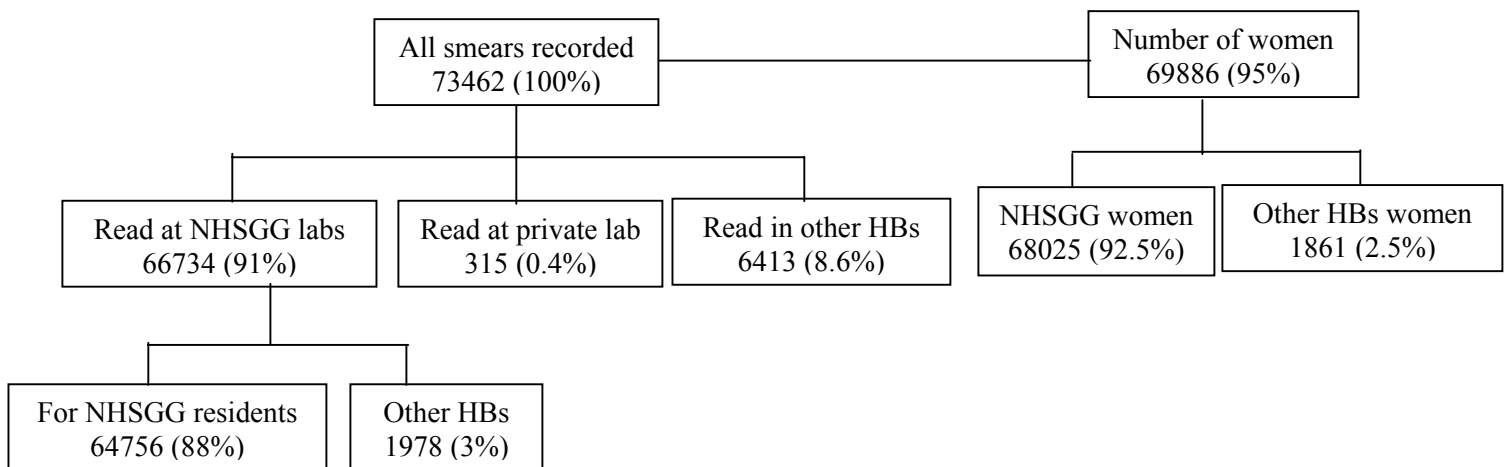 All smears recorded
73462 (100%)
Number of women
69886 (95%)
Read at NHSGG labs
66734 (91%)
Read at private lab
315 (0.4%)
Read in other HBs
6413 (8.6%)
NHSGG women
68025 (92.5%)
Other HBs women
1861 (2.5%)
For NHSGG residents
64756 (88%)
Other HBs
1978 (3%)